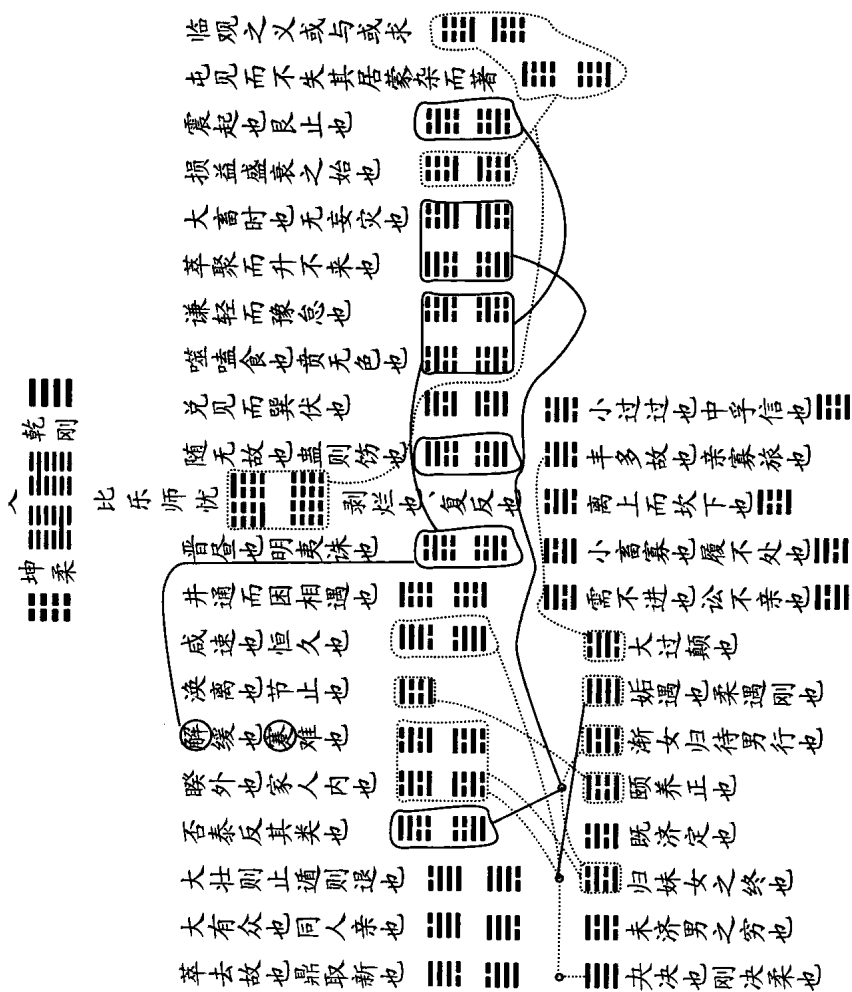 乾刚
坤柔
比乐师忧
临观之义或与或求
屯见而不失其居蒙杂而著
震起也艮止也
损益盛衰之始也
大畜时也无妄灾也
萃聚而升不来也
谦轻而豫怠也
噬嗑食也贲无色也
兑见而巽伏也
随无故也蛊则饬也
剥烂也、复反也
晋昼也明夷诛也
井通而困相遇也
咸速也恒久也
涣离也节止也
解缓也蹇难也
睽外也家人内也
否泰反其类也
大壮则止遁则退也
大有众也同人亲也
革去故也鼎取新也
小过过也中孚信也
丰多故也亲寡旅也
离上而坎下也
小畜寡也履不处也
需不进也讼不亲也
大过颠也
姤遇也柔遇刚也
渐女归待男行也
颐养正也
既济定也
归妹女之终也
未济男之穷也
夬决也刚决柔也